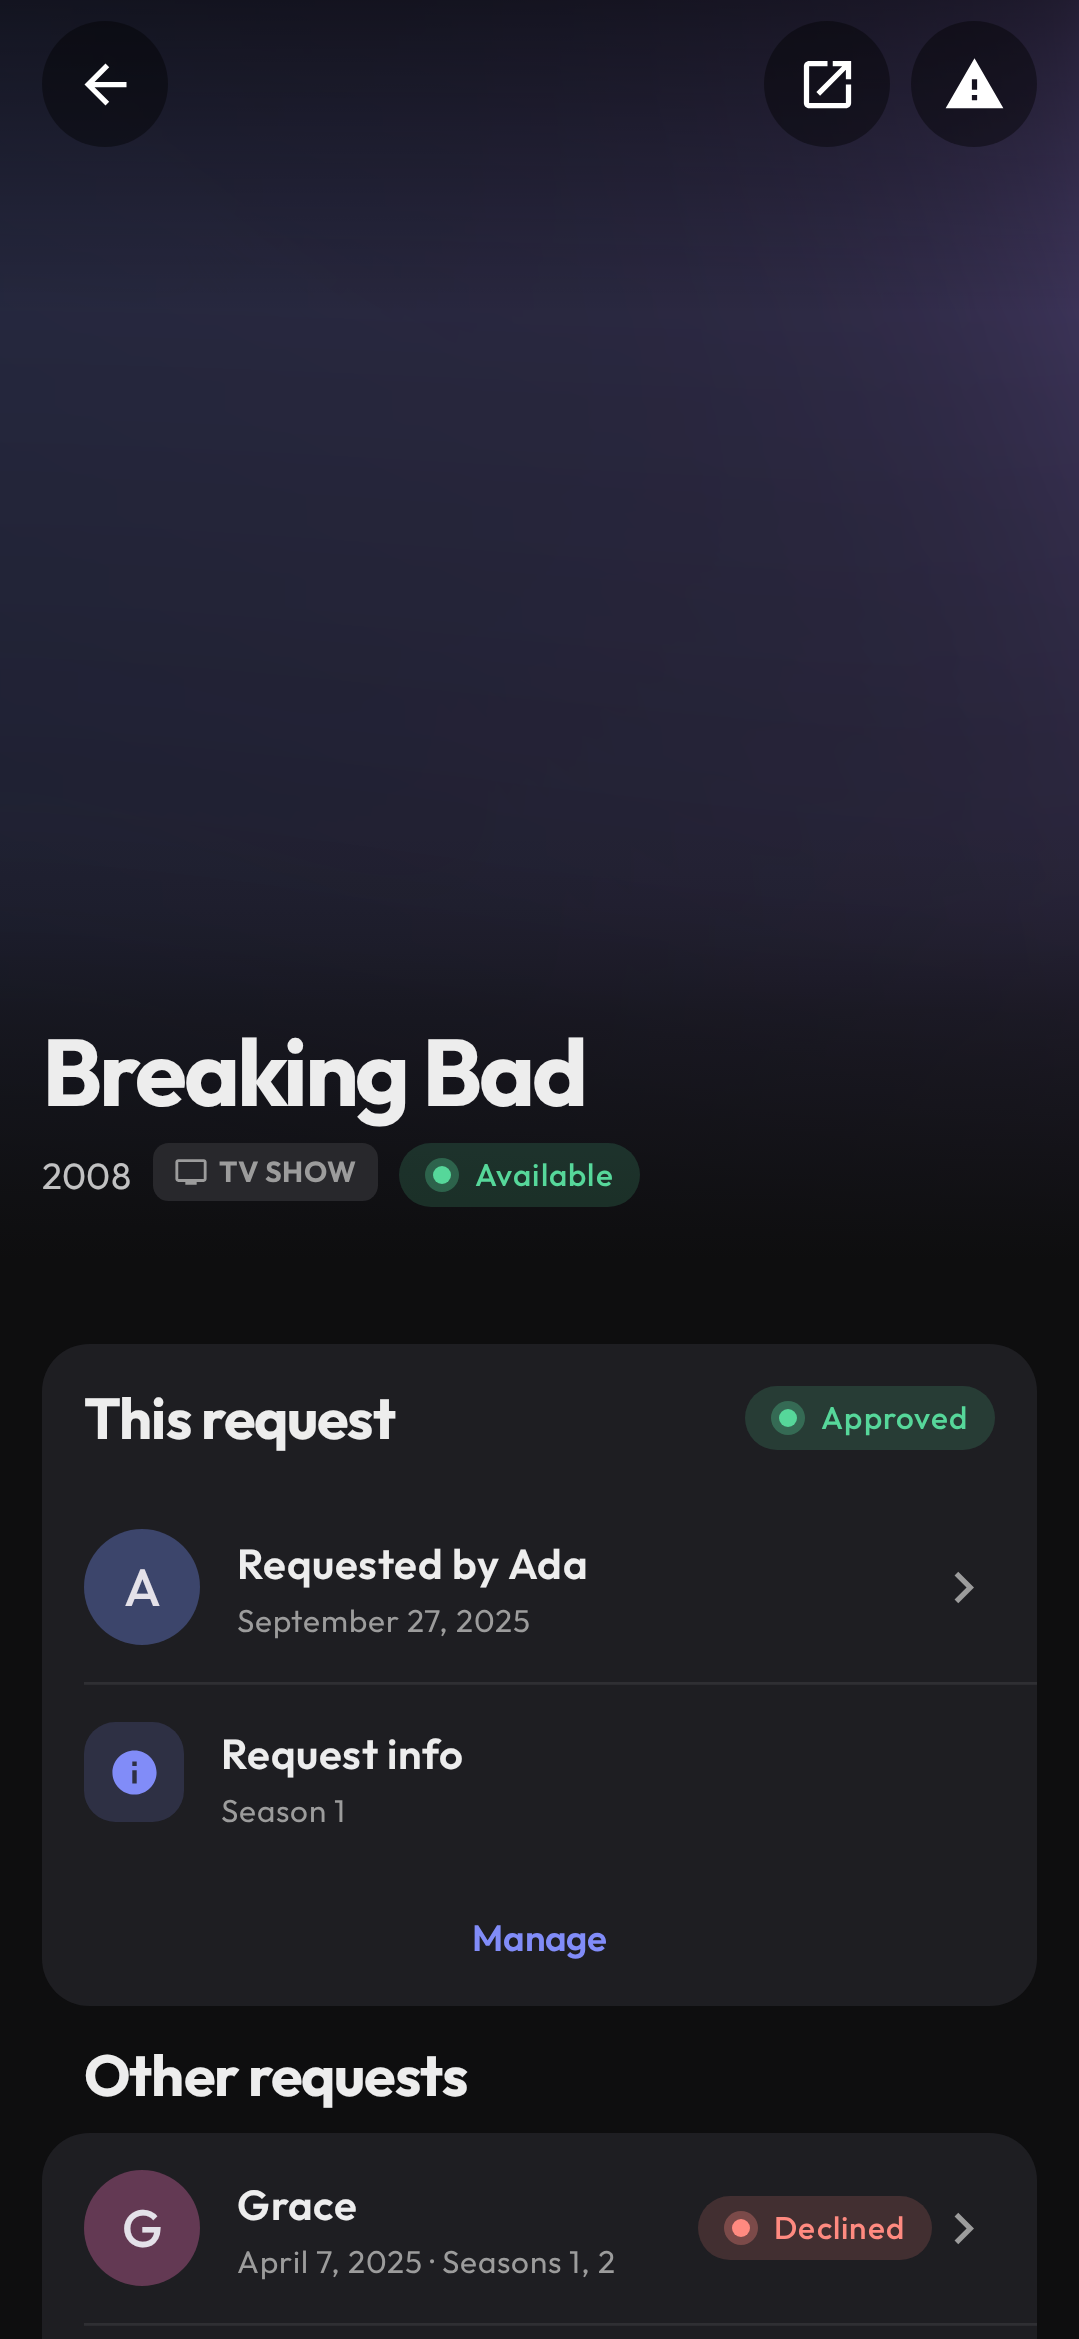 Breaking Bad
2008 TV SHOW Available
This request Approved
A
Requested by Ada
September 27, 2025
Request info
Season 1
Manage
Other requests
G
Grace
April 7, 2025 · Seasons 1, 2
Declined